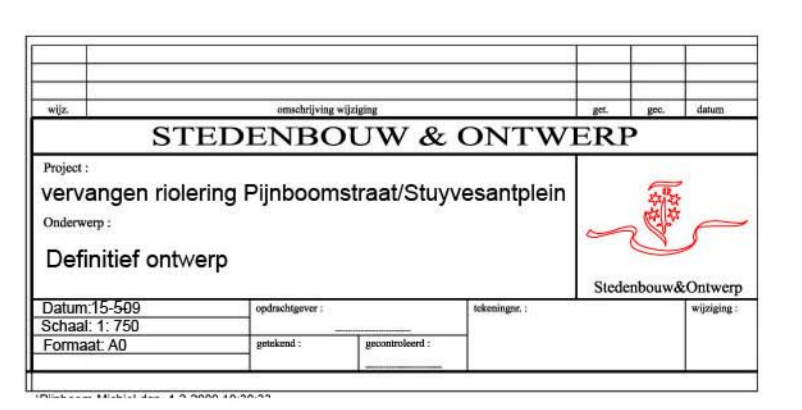 wijz. omschrijving wijziging get. gec. datum
STEDENBOUW & ONTWERP
Project :
vervangen riolering Pijnboomstraat/Stuyvesantplein
Onderwerp :
Definitief ontwerp
Stedenbouw&Ontwerp
Datum:15-509 opdrachtgever : tekeningnr. : wijziging :
Schaal: 1: 750
Formaat: A0 getekend : gecontroleerd :